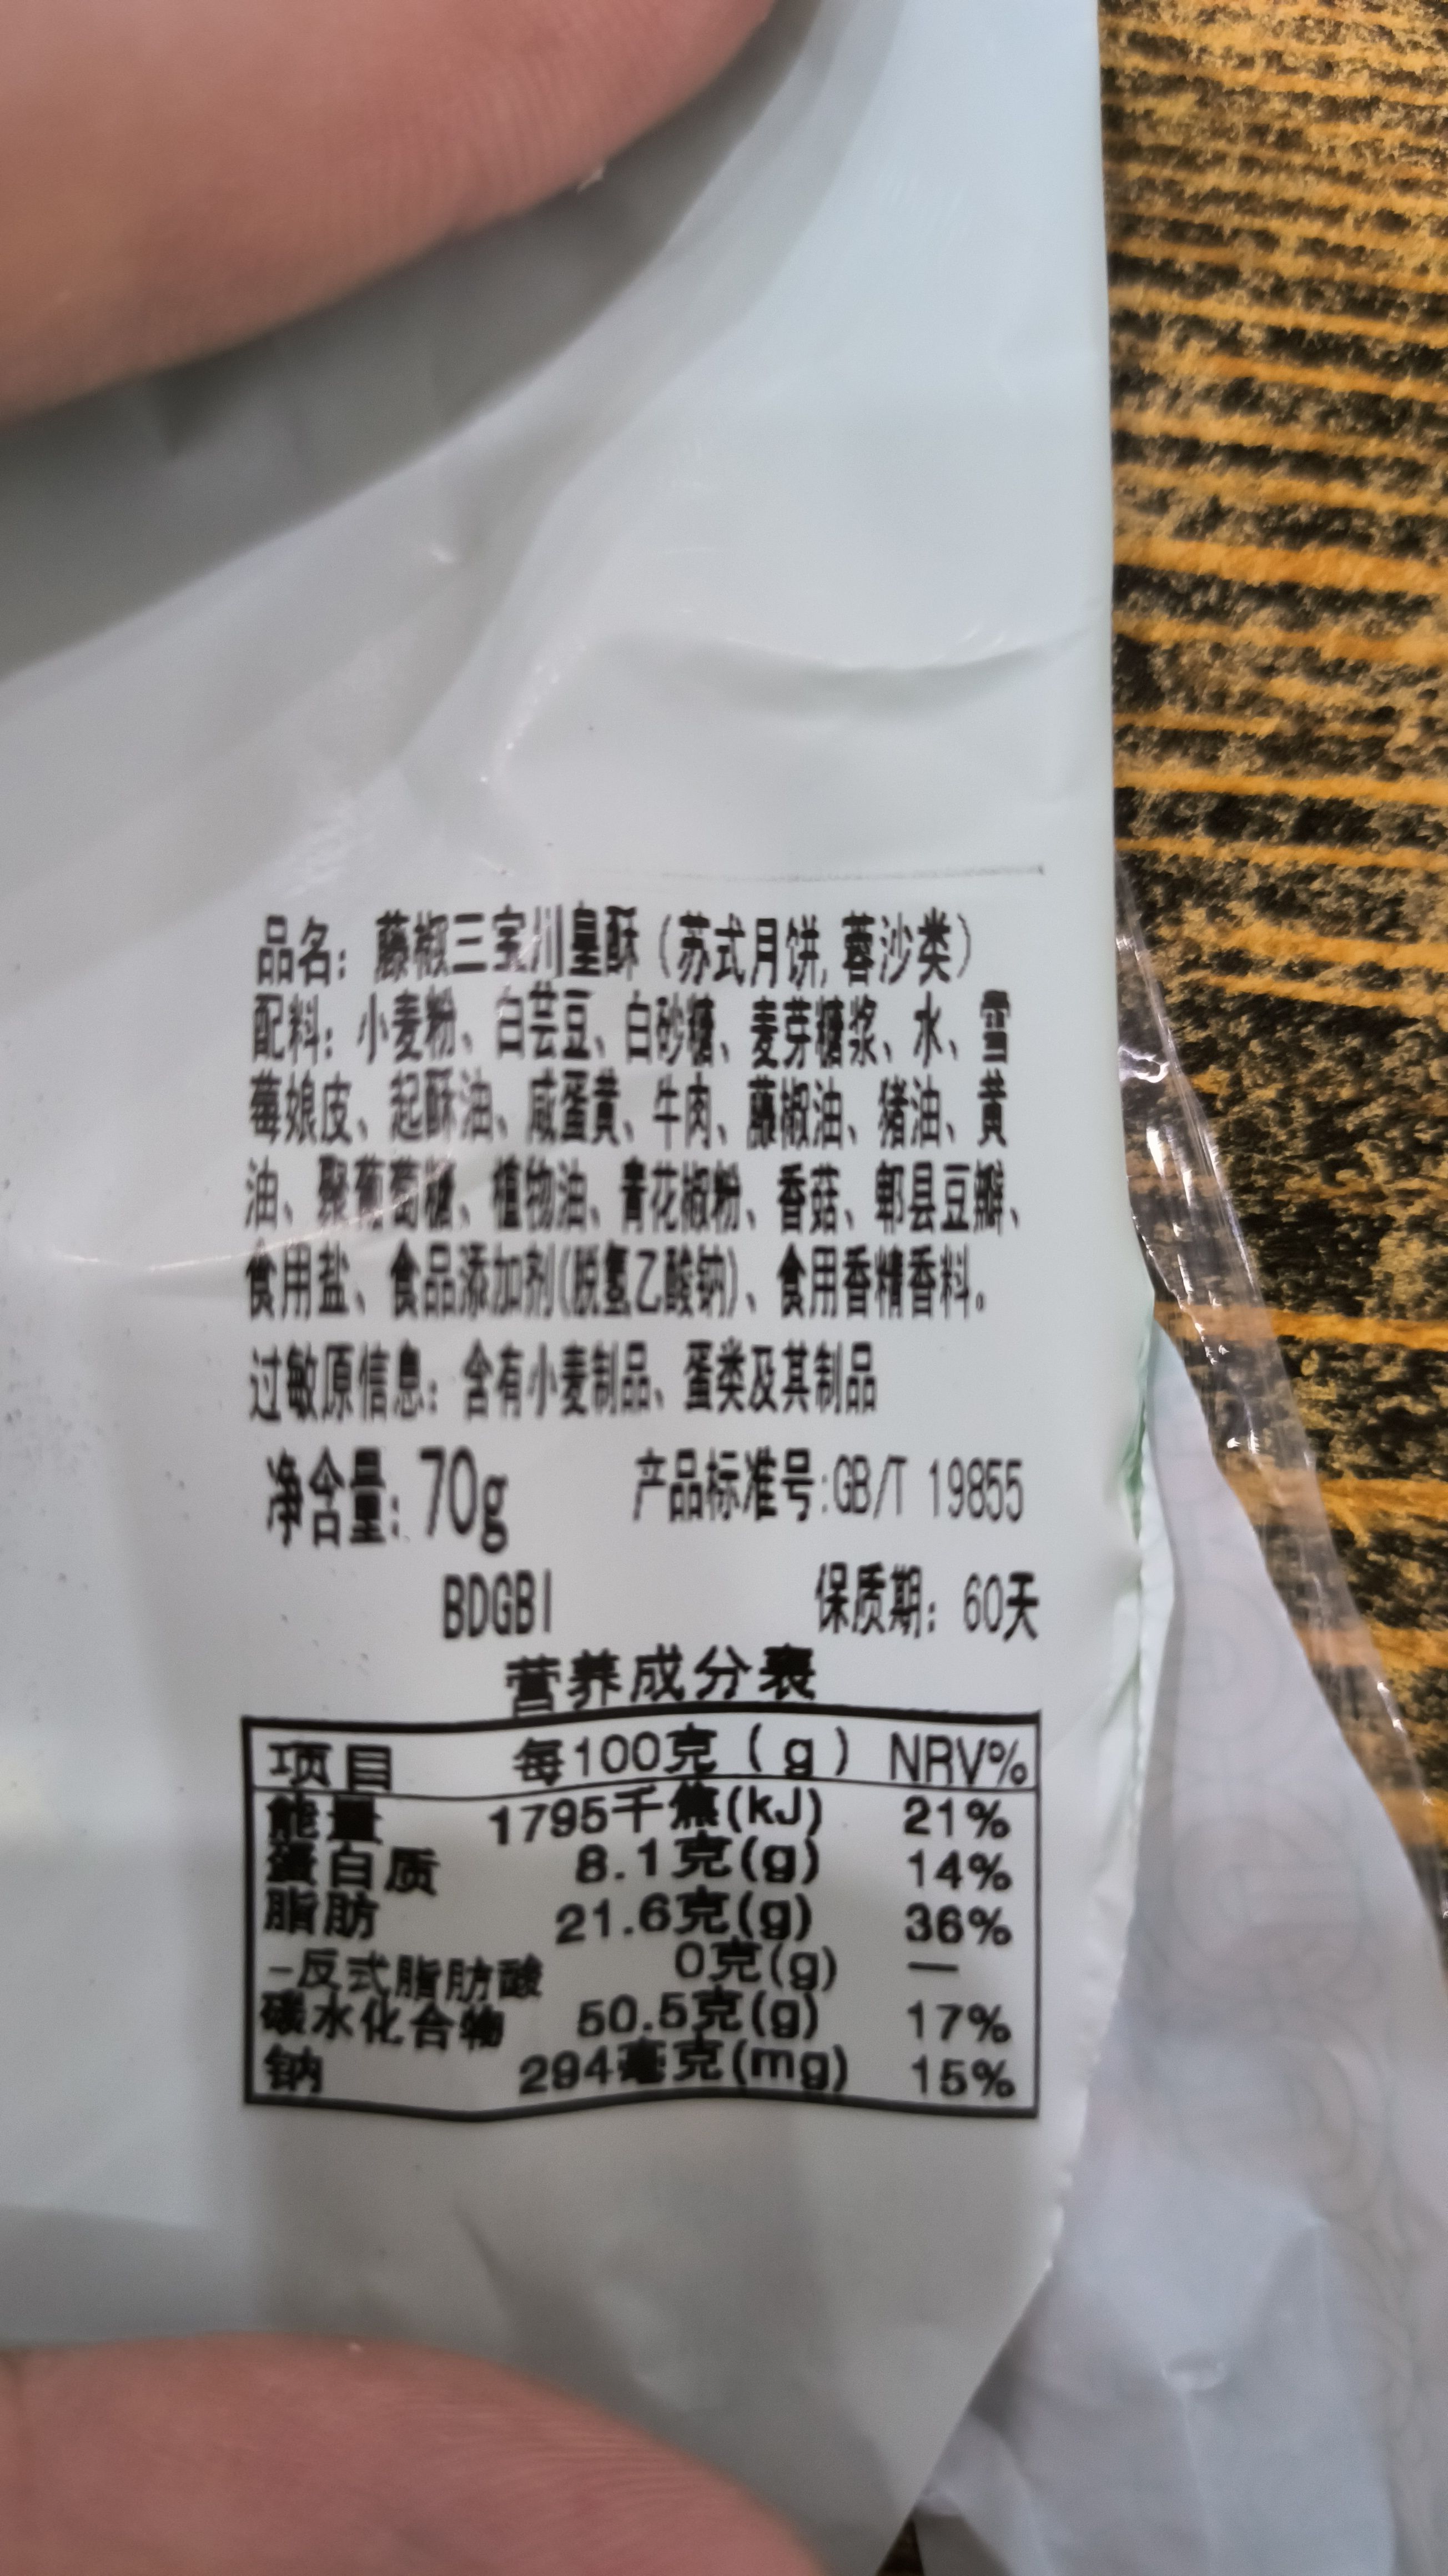 品名：藤椒三宝川皇酥（苏式月饼,蓉沙类）
配料：小麦粉、白芸豆、白砂糖、麦芽糖浆、水、雪
莓娘皮、起酥油、咸蛋黄、牛肉、藤椒油、猪油、黄
油、聚葡萄糖、植物油、青花椒粉、香菇、郫县豆瓣、
食用盐、食品添加剂(脱氢乙酸钠)、食用香精香料。
过敏原信息：含有小麦制品、蛋类及其制品
净含量：70g 产品标准号:GB/T 19855
BDGBI 保质期：60天
营养成分表
项目 每100克（g） NRV%
能量 1795千焦(kJ) 21%
蛋白质 8.1克(g) 14%
脂肪 21.6克(g) 36%
-反式脂肪酸 0克(g) —
碳水化合物 50.5克(g) 17%
钠 294毫克(mg) 15%